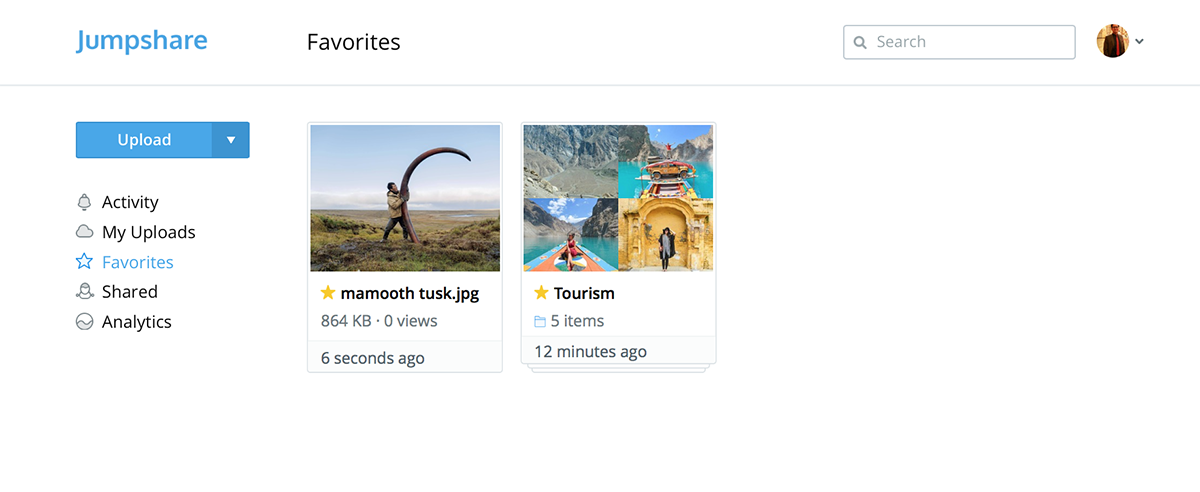 Jumpshare
Favorites
Search
Upload
Activity
My Uploads
Favorites
Shared
Analytics
mamooth tusk.jpg
864 KB · 0 views
6 seconds ago
Tourism
5 items
12 minutes ago